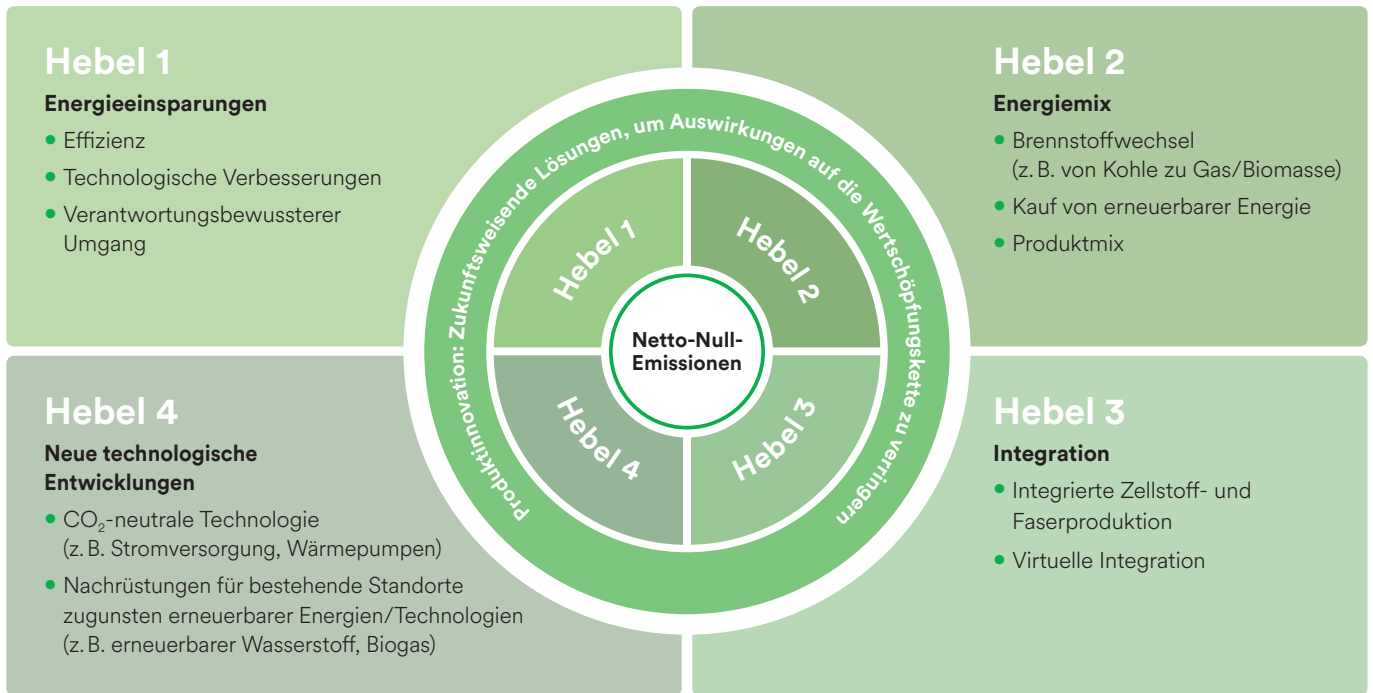 Hebel 1
Energieeinsparungen
• Effizienz
• Technologische Verbesserungen
• Verantwortungsbewussterer
Umgang
Hebel 2
Energiemix
• Brennstoffwechsel
(z. B. von Kohle zu Gas/Biomasse)
• Kauf von erneuerbarer Energie
• Produktmix
Produktinnovation: Zukunftsweisende Lösungen, um Auswirkungen auf die Wertschöpfungskette zu verringern
Hebel 1
Hebel 2
Netto-Null-
Emissionen
Hebel 4
Hebel 3
Hebel 4
Neue technologische
Entwicklungen
• CO₂-neutrale Technologie
(z. B. Stromversorgung, Wärmepumpen)
• Nachrüstungen für bestehende Standorte
zugunsten erneuerbarer Energien/Technologien
(z. B. erneuerbarer Wasserstoff, Biogas)
Hebel 3
Integration
• Integrierte Zellstoff- und
Faserproduktion
• Virtuelle Integration